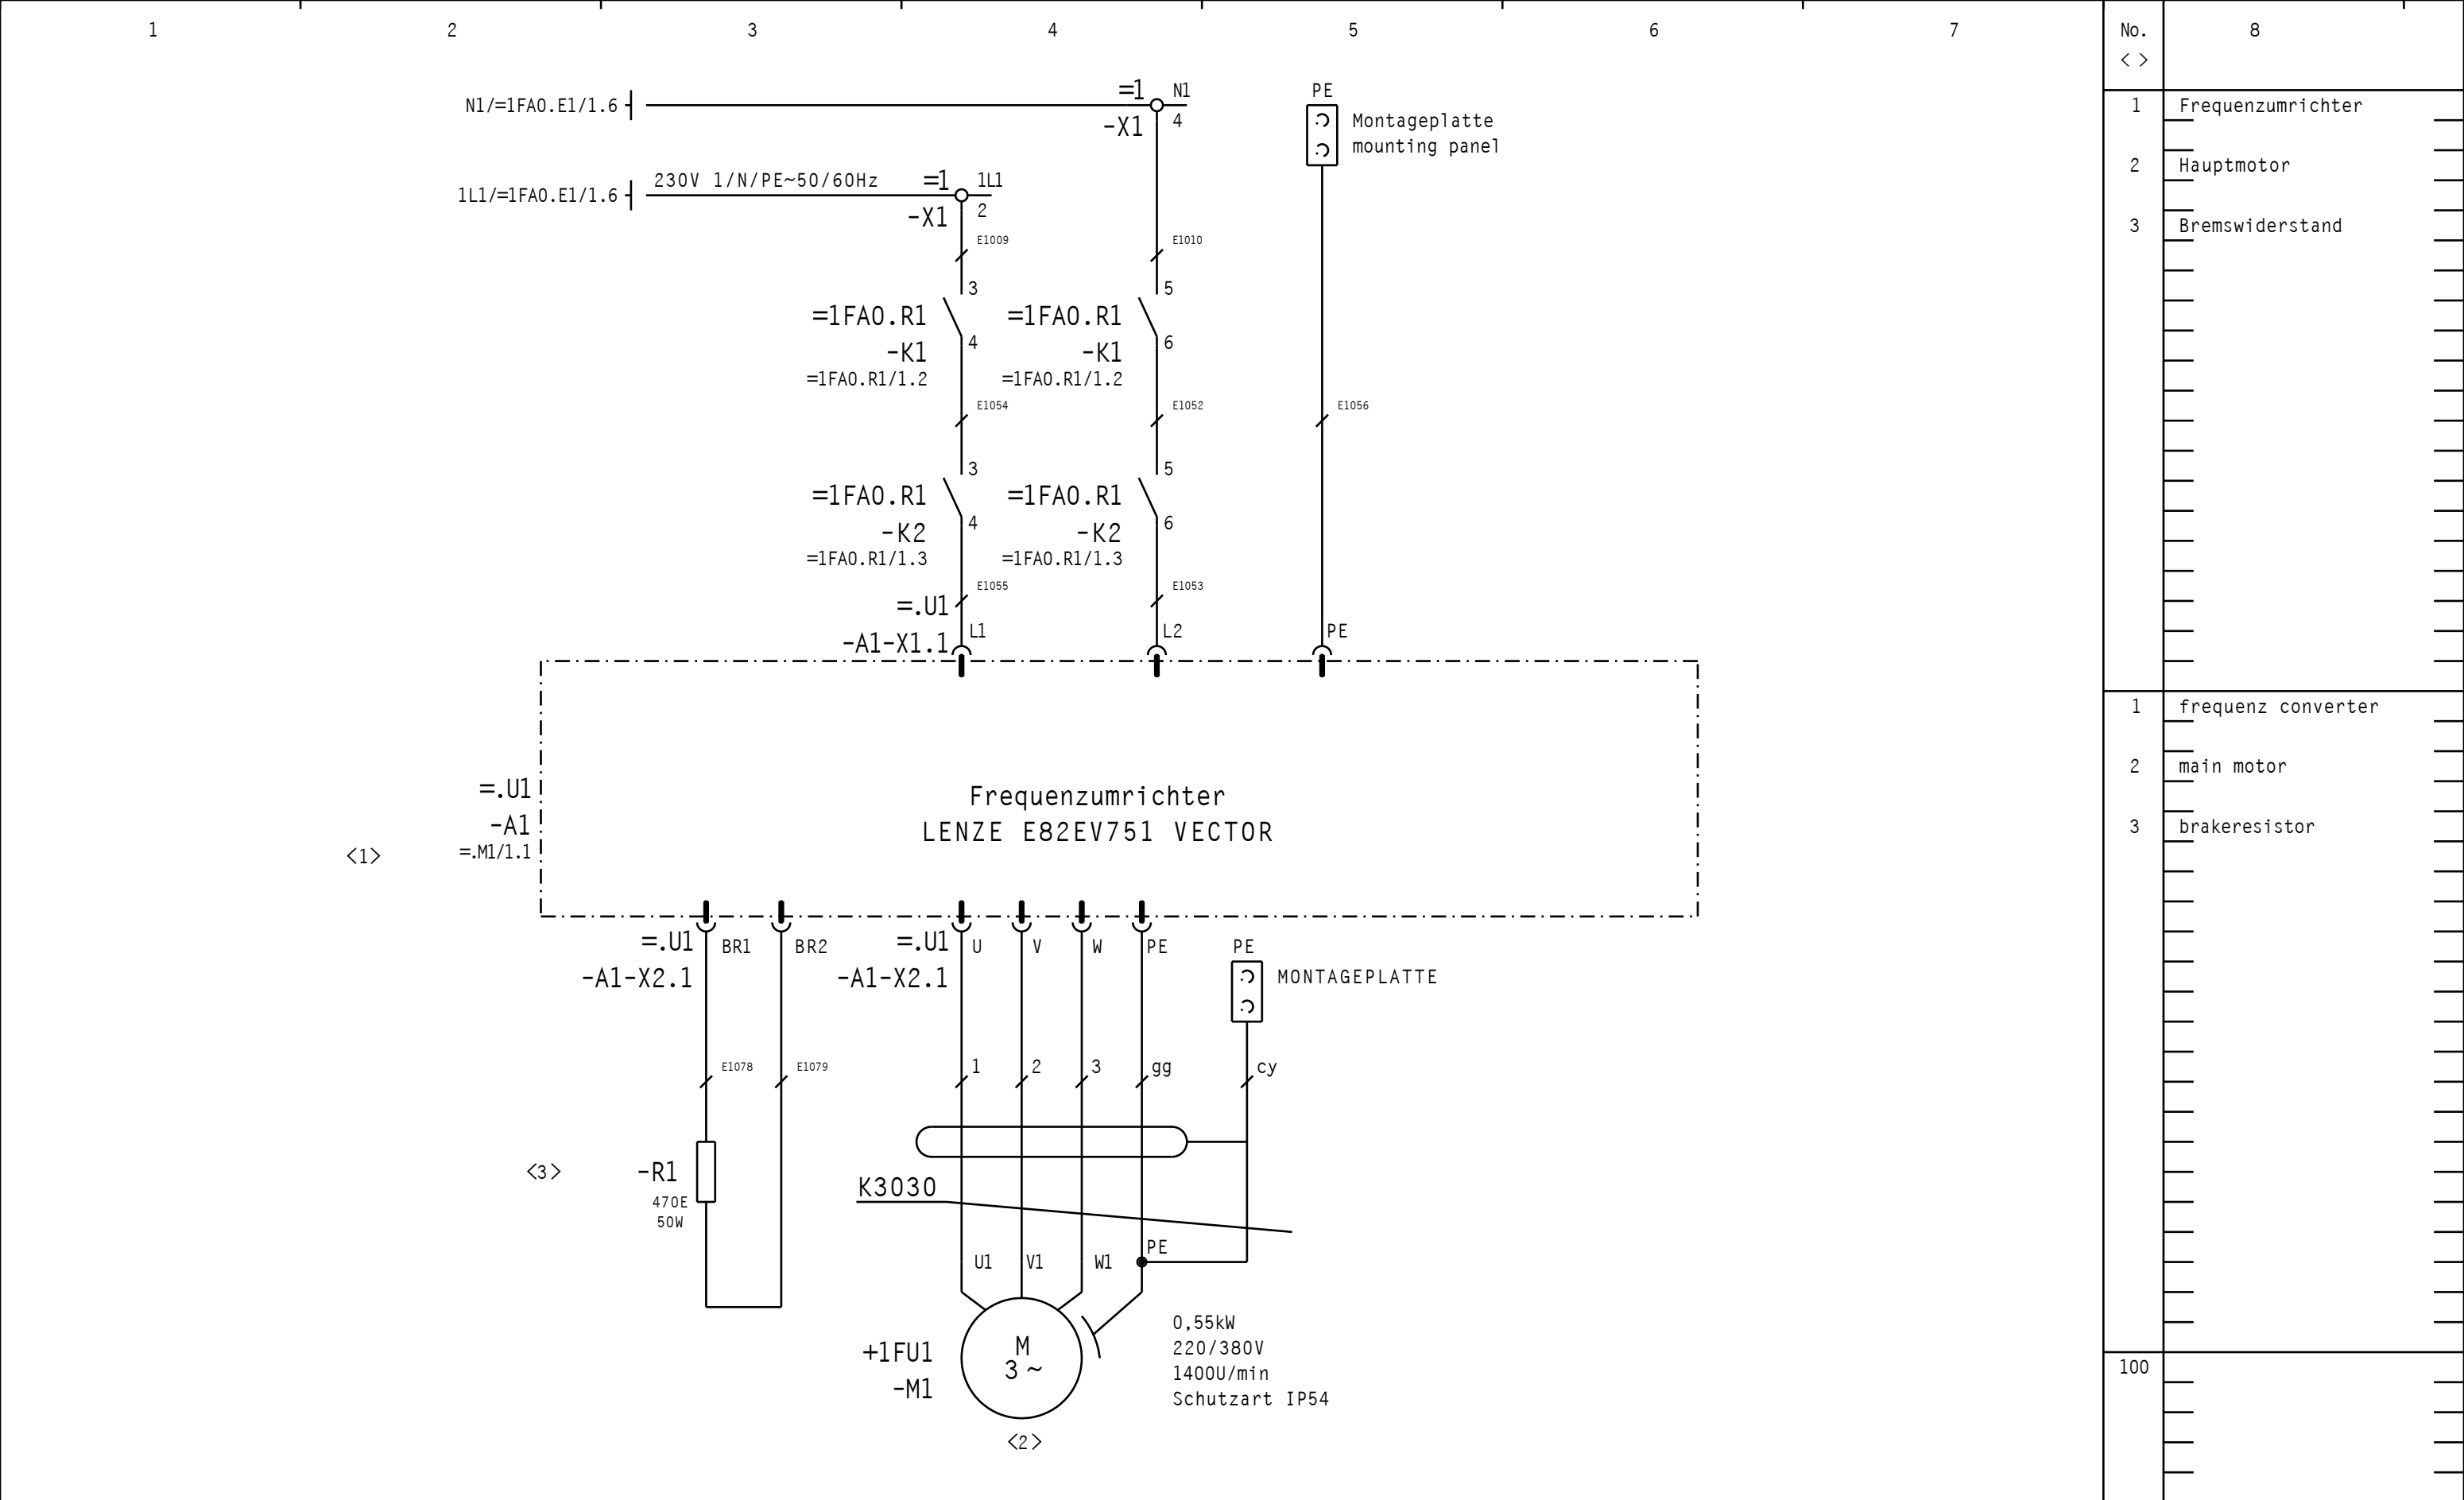 1 2 3 4 5 6 7 No. 8
< >
N1/=1FA0.E1/1.6
=1 N1
-X1 4
PE
Montageplatte
mounting panel
1L1/=1FA0.E1/1.6
230V 1/N/PE~50/60Hz
=1 1L1
-X1 2
E1009 E1010
3 5
=1FA0.R1 =1FA0.R1
4 6
-K1 -K1
=1FA0.R1/1.2 =1FA0.R1/1.2
E1054 E1052 E1056
3 5
=1FA0.R1 =1FA0.R1
4 6
-K2 -K2
=1FA0.R1/1.3 =1FA0.R1/1.3
E1055 E1053
=.U1
-A1-X1.1 L1 L2 PE
=.U1
-A1
=.M1/1.1
<1>
Frequenzumrichter
LENZE E82EV751 VECTOR
=.U1 BR1 BR2 =.U1 U V W PE PE
-A1-X2.1 -A1-X2.1 MONTAGEPLATTE
E1078 E1079 1 2 3 gg cy
<3> -R1
470E
50W
K3030
PE
U1 V1 W1
+1FU1
-M1
M
3 ~
0,55kW
220/380V
1400U/min
Schutzart IP54
<2>
1 Frequenzumrichter
2 Hauptmotor
3 Bremswiderstand
1 frequenz converter
2 main motor
3 brakeresistor
100